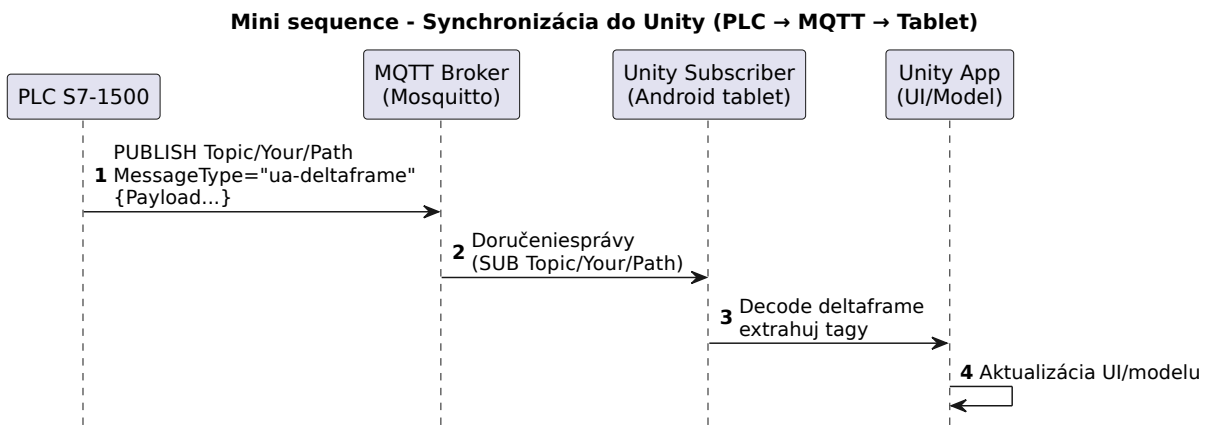 Mini sequence - Synchronizácia do Unity (PLC → MQTT → Tablet)
PLC S7-1500
MQTT Broker
(Mosquitto)
Unity Subscriber
(Android tablet)
Unity App
(UI/Model)
PUBLISH Topic/Your/Path
1 MessageType="ua-deltaframe"
{Payload...}
2 Doručeniesprávy
(SUB Topic/Your/Path)
3 Decode deltaframe
extrahuj tagy
4 Aktualizácia UI/modelu